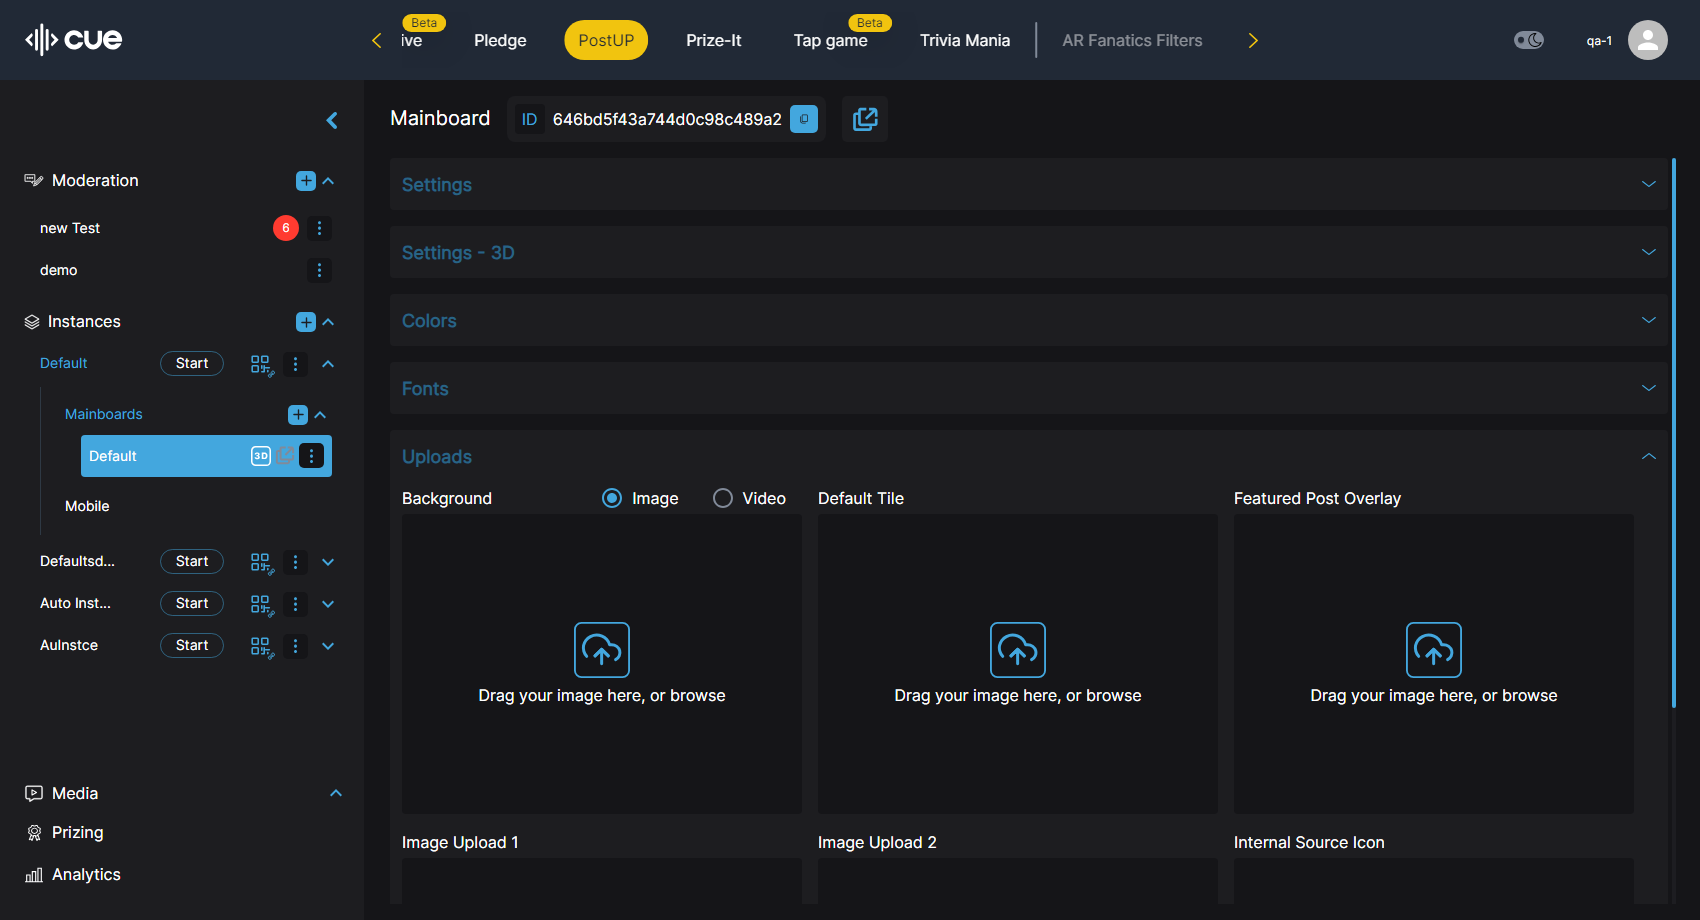 cue
Beta
ive
Pledge
PostUP
Prize-It
Beta
Tap game
Trivia Mania
AR Fanatics Filters
qa-1
Mainboard
ID
646bd5f43a744d0c98c489a2
Moderation
new Test
6
demo
Instances
Default
Start
Mainboards
Default
3D
Mobile
Defaultsd...
Start
Auto Inst...
Start
AuInstce
Start
Media
Prizing
Analytics
Settings
Settings - 3D
Colors
Fonts
Uploads
Background
Image
Video
Default Tile
Featured Post Overlay
Drag your image here, or browse
Drag your image here, or browse
Drag your image here, or browse
Image Upload 1
Image Upload 2
Internal Source Icon